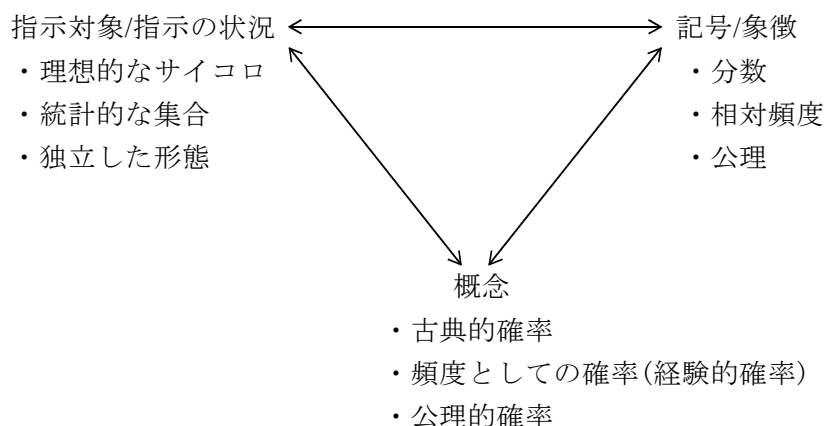 指示対象/指示の状況
・理想的なサイコロ
・統計的な集合
・独立した形態
記号/象徴
・分数
・相対頻度
・公理
概念
・古典的確率
・頻度としての確率(経験的確率)
・公理的確率